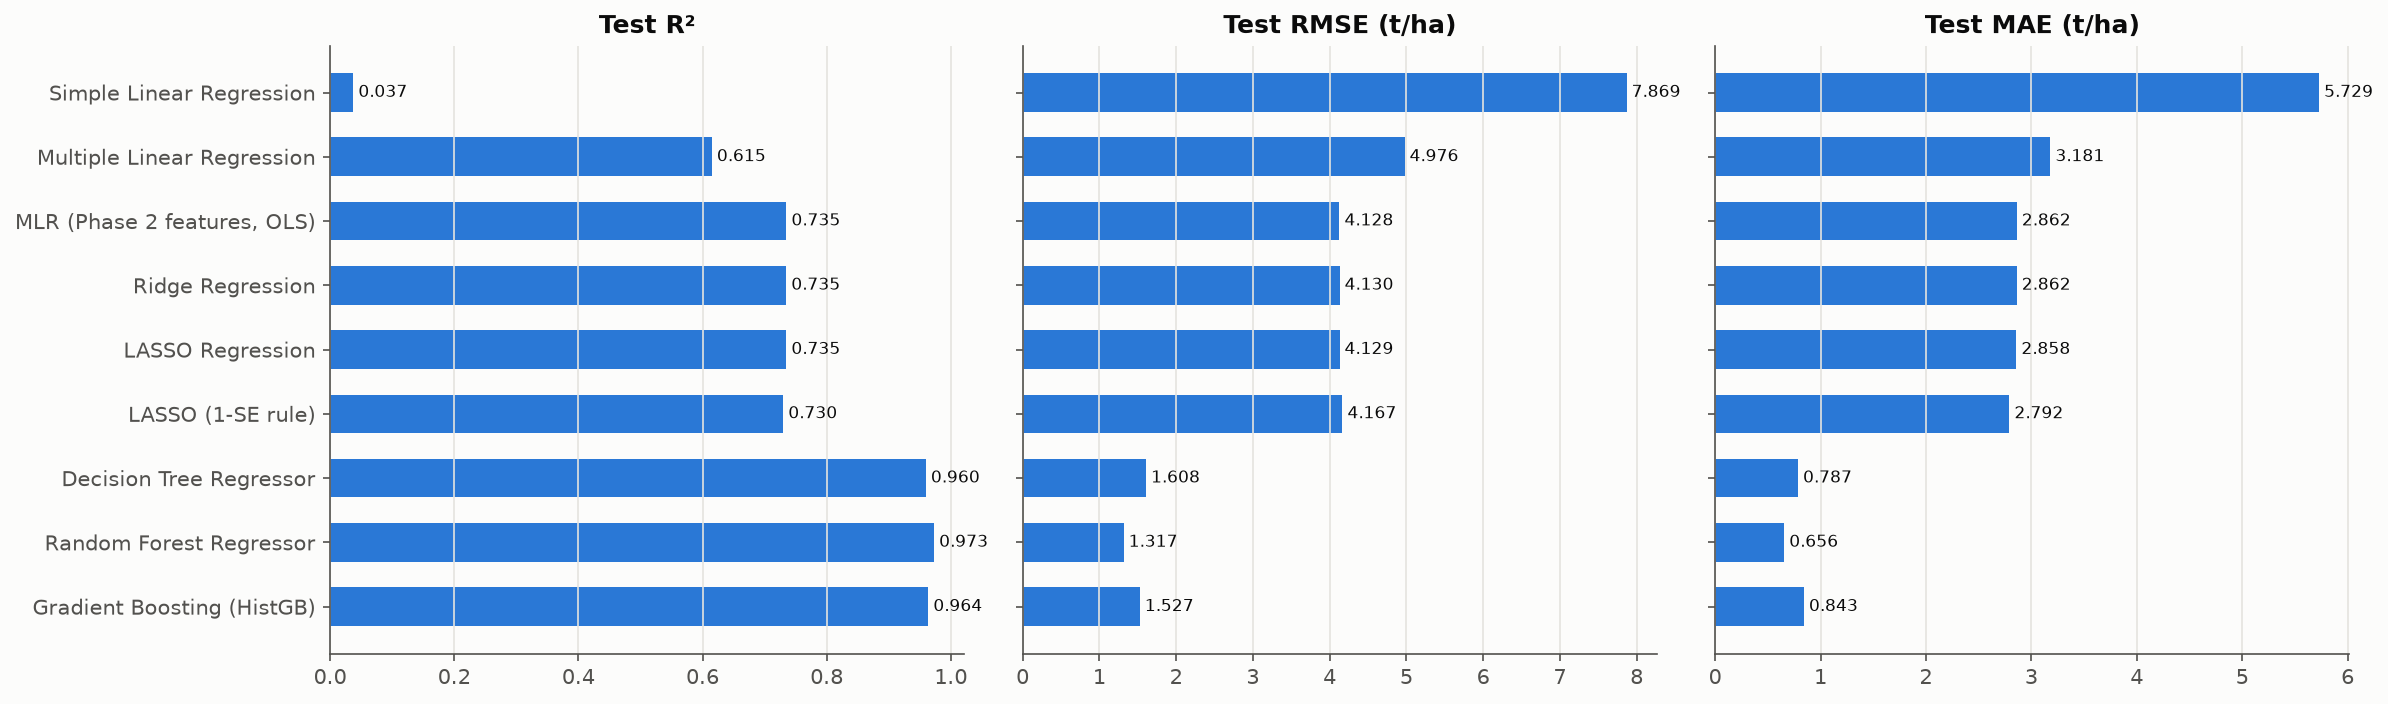 Test R²
Simple Linear Regression 0.037
Multiple Linear Regression 0.615
MLR (Phase 2 features, OLS) 0.735
Ridge Regression 0.735
LASSO Regression 0.735
LASSO (1-SE rule) 0.730
Decision Tree Regressor 0.960
Random Forest Regressor 0.973
Gradient Boosting (HistGB) 0.964
0.0 0.2 0.4 0.6 0.8 1.0
Test RMSE (t/ha)
7.869
4.976
4.128
4.130
4.129
4.167
1.608
1.317
1.527
0 1 2 3 4 5 6 7 8
Test MAE (t/ha)
5.729
3.181
2.862
2.862
2.858
2.792
0.787
0.656
0.843
0 1 2 3 4 5 6